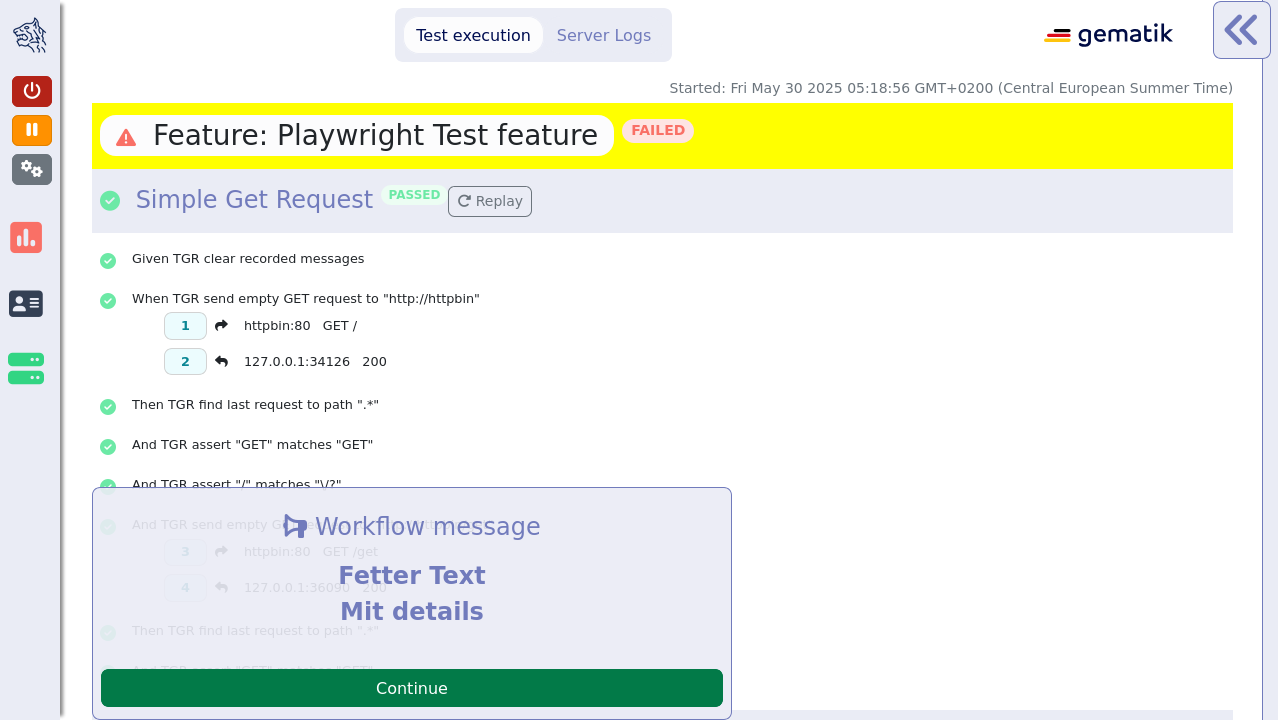 Test execution
Server Logs
gematik
Started: Fri May 30 2025 05:18:56 GMT+0200 (Central European Summer Time)
Feature: Playwright Test feature FAILED
Simple Get Request PASSED Replay
Given TGR clear recorded messages
When TGR send empty GET request to "http://httpbin"
1 httpbin:80 GET /
2 127.0.0.1:34126 200
Then TGR find last request to path ".*"
And TGR assert "GET" matches "GET"
And TGR assert "/" matches "\/?"
And TGR send empty
3 httpbin:80 GET /get
4 127.0.0.1:36090 200
Then TGR find last request to path ".*"
And TGR assert "GET" matches "GET"
Workflow message
Fetter Text
Mit details
Continue